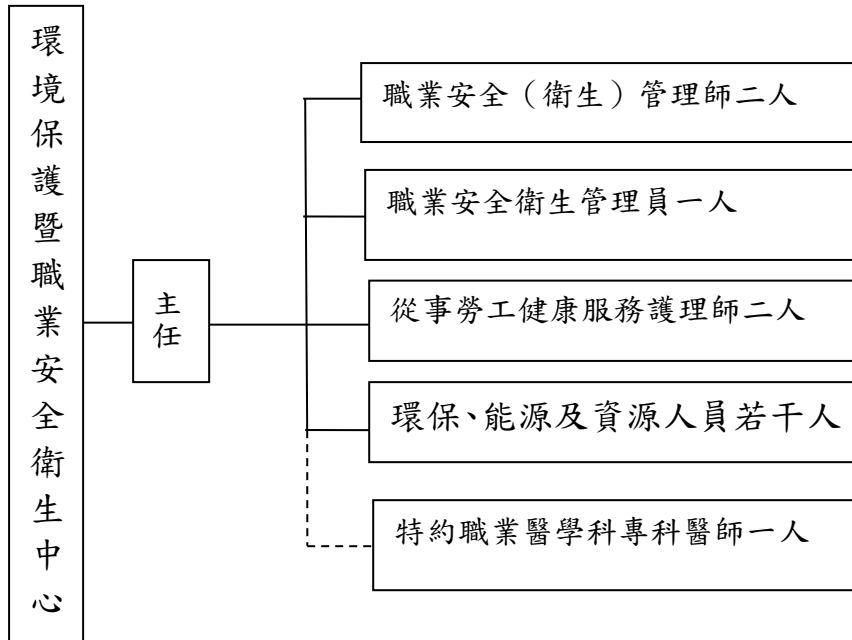 環境保護暨職業安全衛生中心
主任
職業安全（衛生）管理師二人
職業安全衛生管理員一人
從事勞工健康服務護理師二人
環保、能源及資源人員若干人
特約職業醫學科專科醫師一人